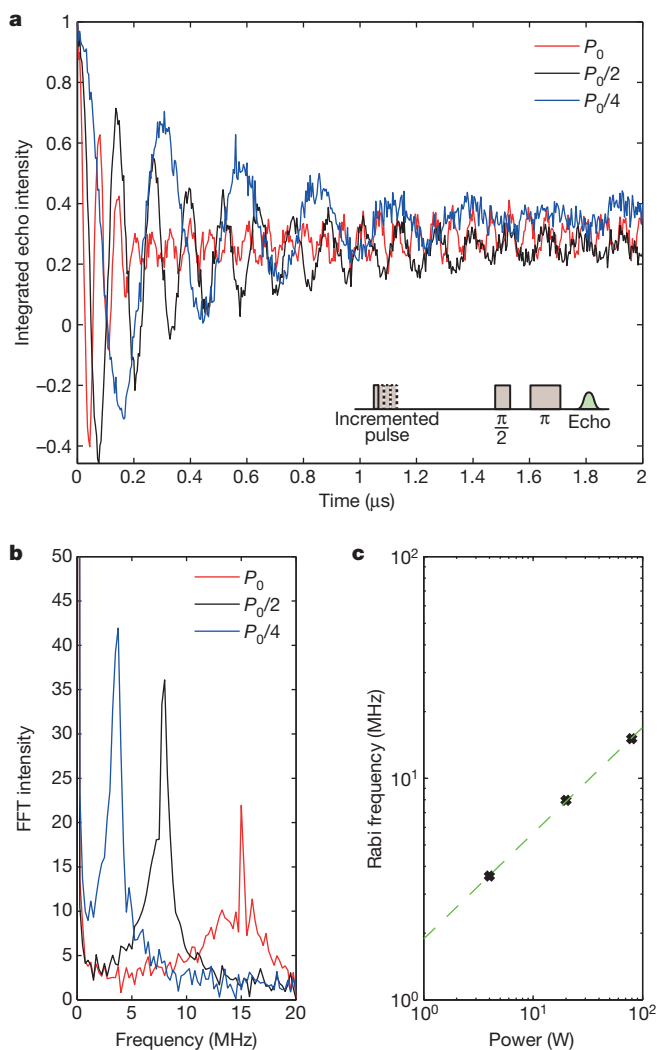 a
P₀
P₀/2
P₀/4
Integrated echo intensity
1
0.8
0.6
0.4
0.2
0
−0.2
−0.4
Incremented
pulse
π/2
π
Echo
0 0.2 0.4 0.6 0.8 1 1.2 1.4 1.6 1.8 2
Time (μs)
b
P₀
P₀/2
P₀/4
FFT intensity
50
45
40
35
30
25
20
15
10
5
0
0 5 10 15 20
Frequency (MHz)
c
Rabi frequency (MHz)
10²
10¹
10⁰
10⁰ 10¹ 10²
Power (W)